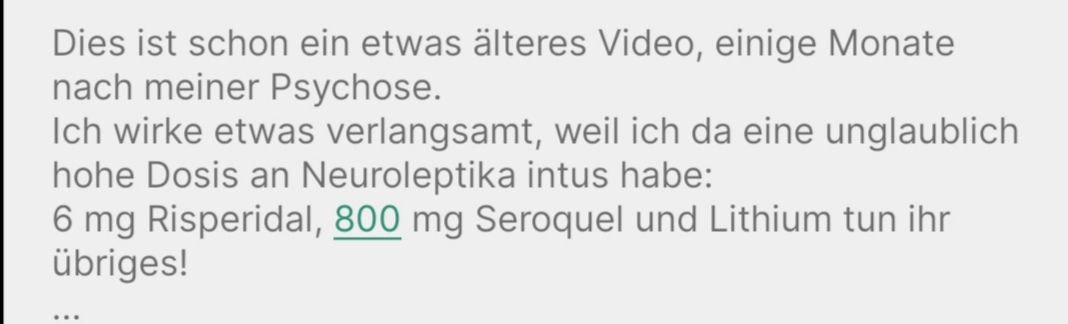 Dies ist schon ein etwas älteres Video, einige Monate
nach meiner Psychose.
Ich wirke etwas verlangsamt, weil ich da eine unglaublich
hohe Dosis an Neuroleptika intus habe:
6 mg Risperidal, 800 mg Seroquel und Lithium tun ihr
übriges!
...